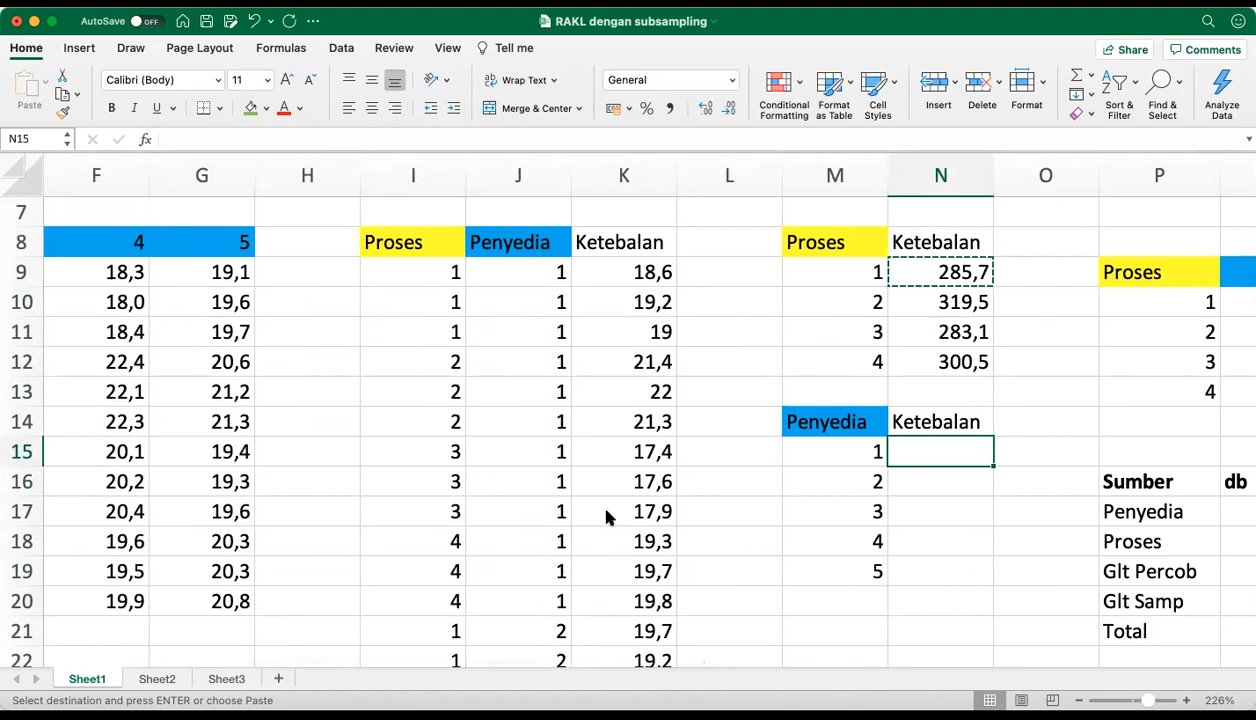 AutoSave OFF RAKL dengan subsampling
Home Insert Draw Page Layout Formulas Data Review View Tell me Share Comments
Paste Calibri (Body) 11 Wrap Text General
B I U Merge & Center Conditional Formatting Format as Table Cell Styles Insert Delete Format Sort & Filter Find & Select Analyze Data
N15 fx
F G H I J K L M N O P
7
8 4 5 Proses Penyedia Ketebalan Proses Ketebalan
9 18,3 19,1 1 1 18,6 1 285,7 Proses
10 18,0 19,6 1 1 19,2 2 319,5 1
11 18,4 19,7 1 1 19 3 283,1 2
12 22,4 20,6 2 1 21,4 4 300,5 3
13 22,1 21,2 2 1 22 4
14 22,3 21,3 2 1 21,3 Penyedia Ketebalan
15 20,1 19,4 3 1 17,4 1
16 20,2 19,3 3 1 17,6 2 Sumber db
17 20,4 19,6 3 1 17,9 3 Penyedia
18 19,6 20,3 4 1 19,3 4 Proses
19 19,5 20,3 4 1 19,7 5 Glt Percob
20 19,9 20,8 4 1 19,8 Glt Samp
21 1 2 19,7 Total
22 1 2 19,2
Sheet1 Sheet2 Sheet3 +
Select destination and press ENTER or choose Paste 226%